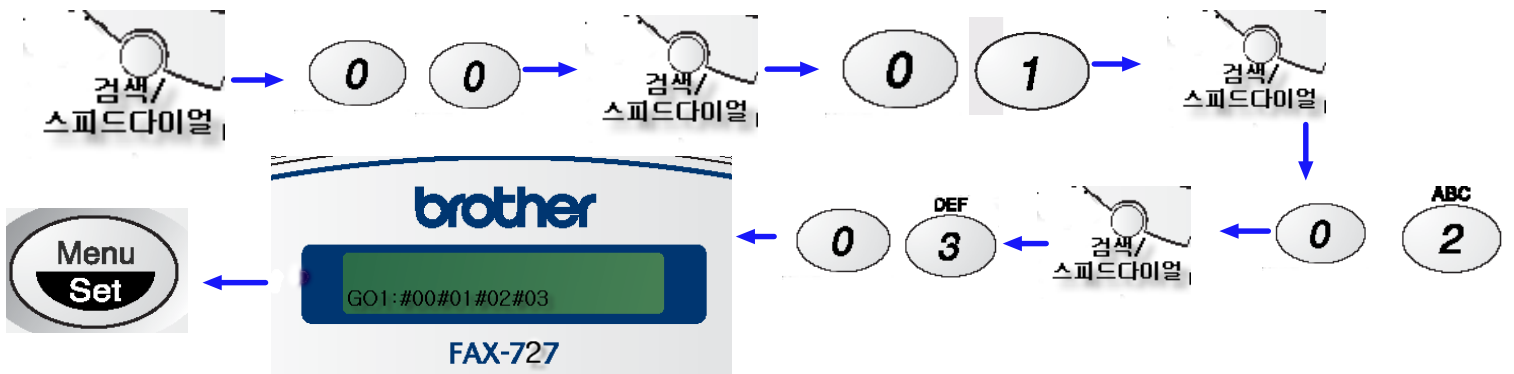 검색/
스피드다이얼
0
0
검색/
스피드다이얼
0
1
검색/
스피드다이얼
ABC
0
2
검색/
스피드다이얼
DEF
0
3
brother
GO1:#00#01#02#03
FAX-727
Menu
Set